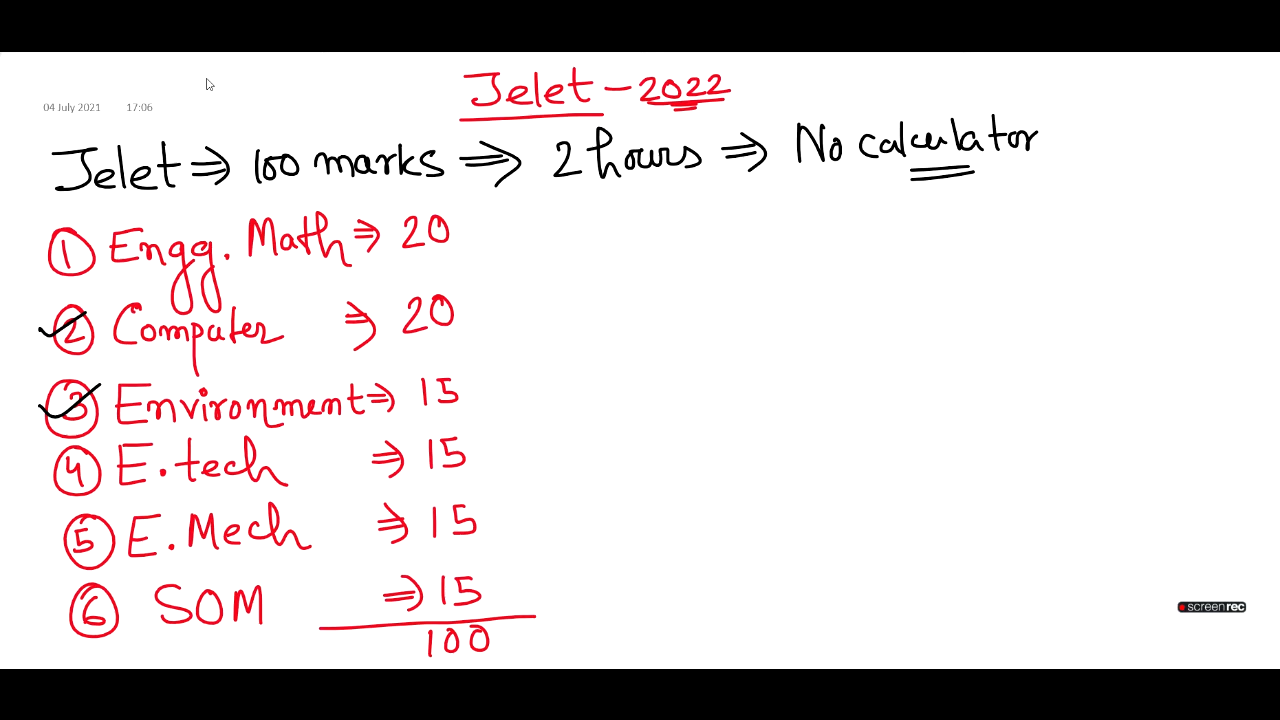 Jelet - 2022
04 July 2021 17:06
Jelet ⇒ 100 marks ⇒ 2 hours ⇒ No calculator
① Engg. Math ⇒ 20
② Computer ⇒ 20
③ Environment ⇒ 15
④ E.tech ⇒ 15
⑤ E.Mech ⇒ 15
⑥ SOM ⇒ 15
100
screenrec